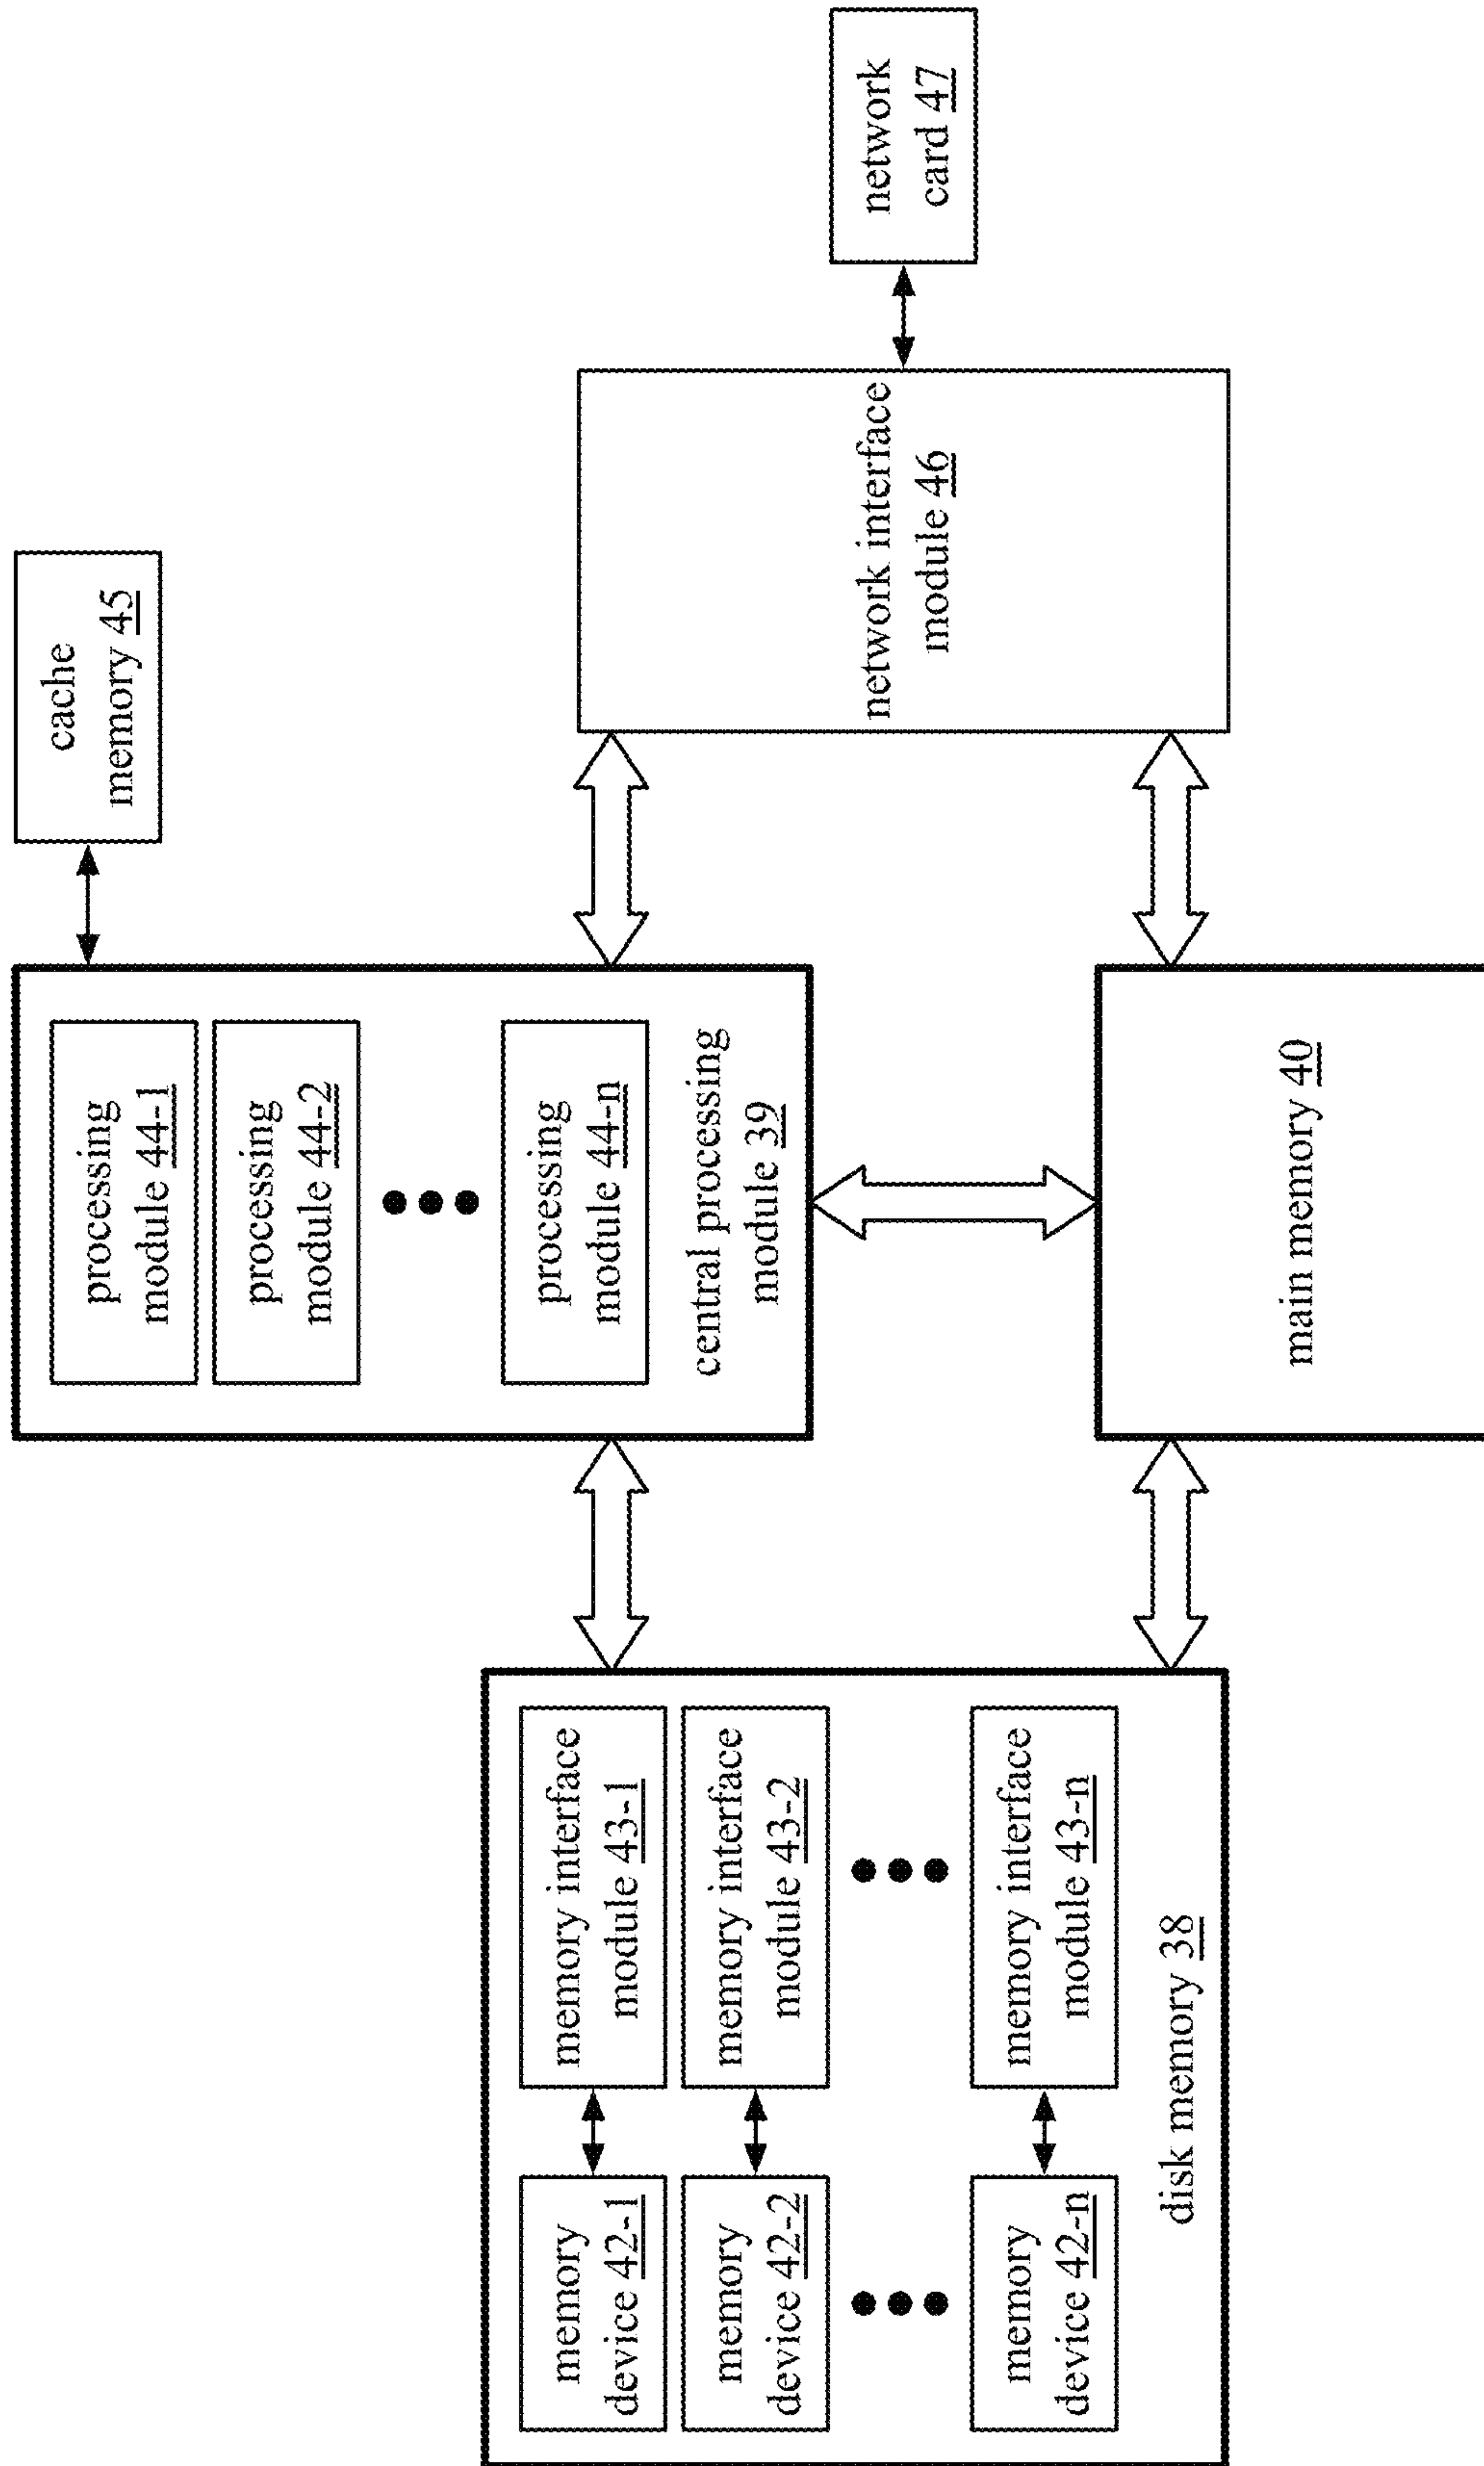 memory
device 42-1
memory interface
module 43-1
memory
device 42-2
memory interface
module 43-2
memory
device 42-n
memory interface
module 43-n
disk memory 38
processing
module 44-1
processing
module 44-2
processing
module 44-n
central processing
module 39
main memory 40
cache
memory 45
network interface
module 46
network
card 47